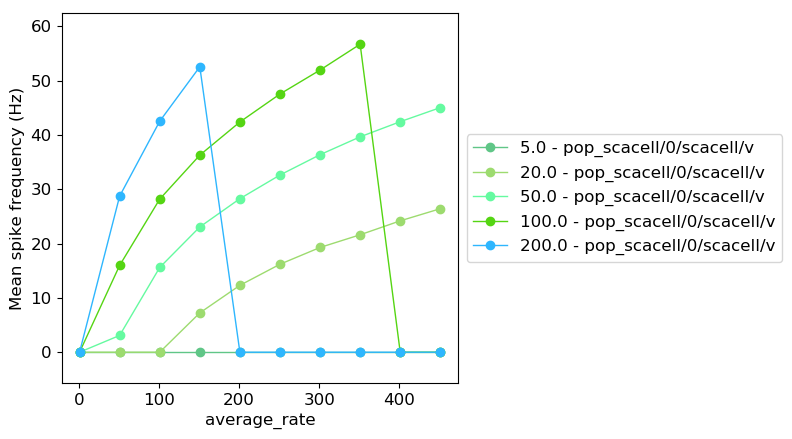 60
50
40
30
20
10
0
Mean spike frequency (Hz)
0 100 200 300 400
average_rate
5.0 - pop_scacell/0/scacell/v
20.0 - pop_scacell/0/scacell/v
50.0 - pop_scacell/0/scacell/v
100.0 - pop_scacell/0/scacell/v
200.0 - pop_scacell/0/scacell/v